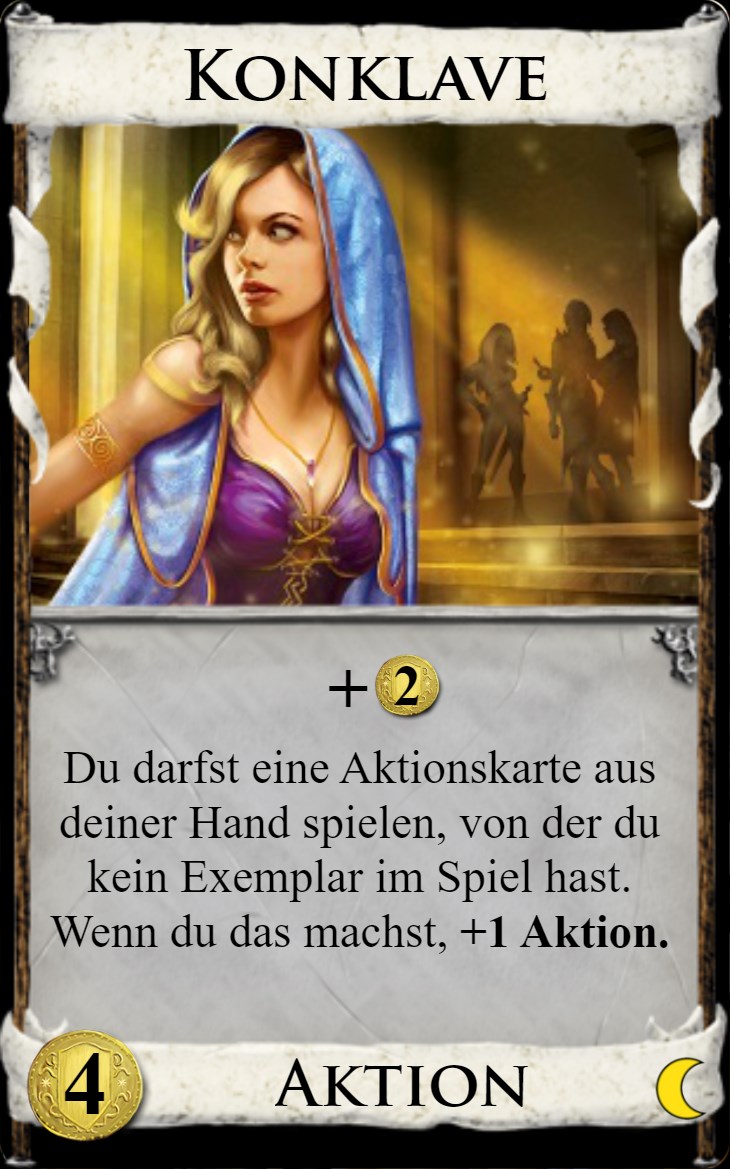 Konklave
+2
Du darfst eine Aktionskarte aus
deiner Hand spielen, von der du
kein Exemplar im Spiel hast.
Wenn du das machst, +1 Aktion.
4 Aktion